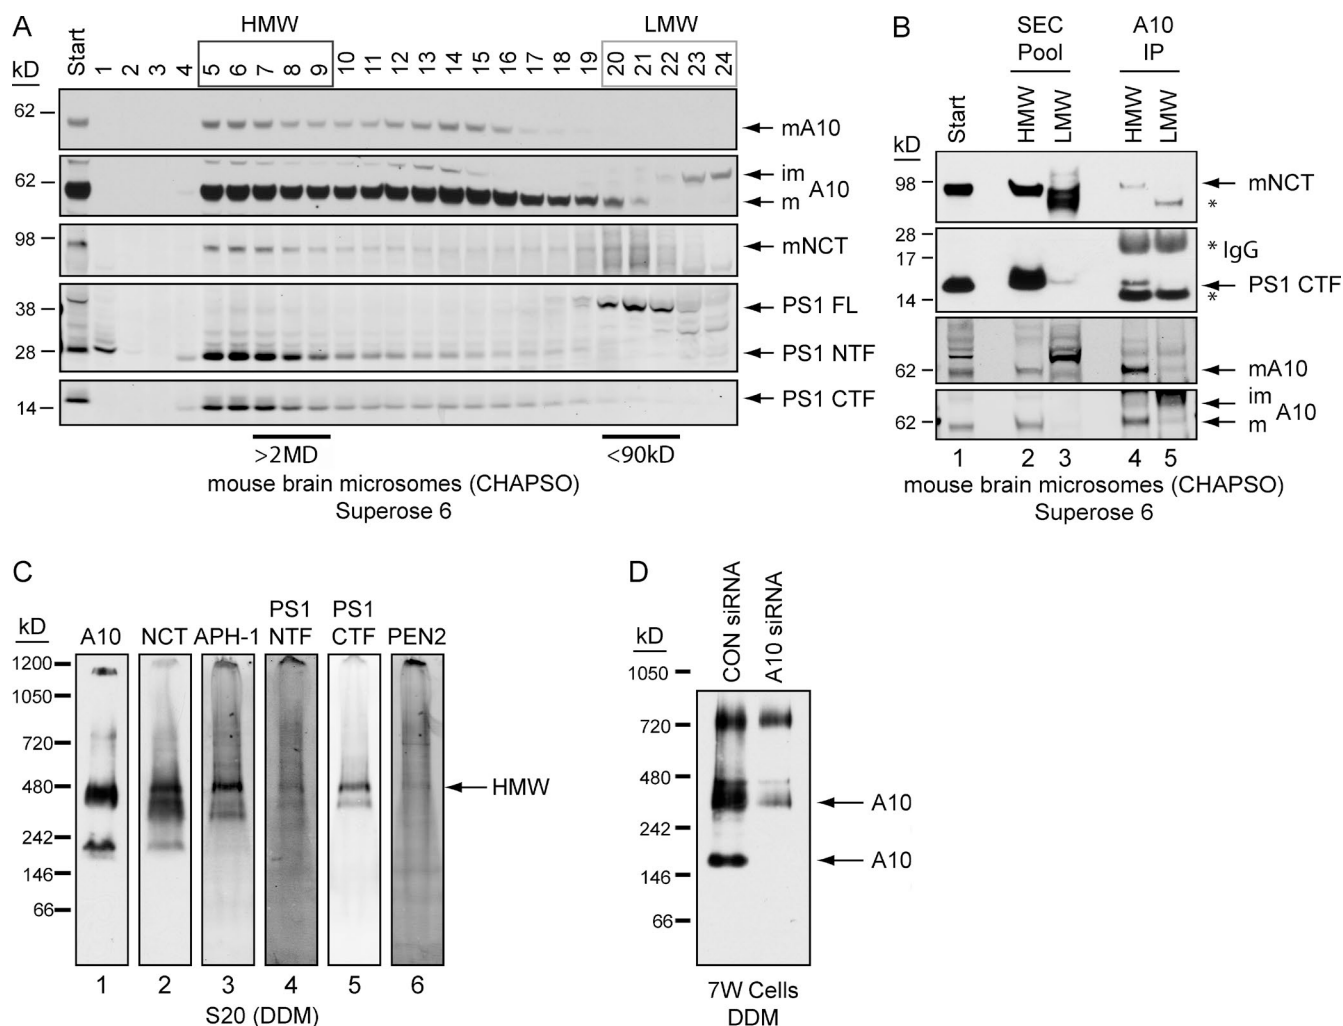 A
HMW
LMW
kD
Start 1 2 3 4 5 6 7 8 9 10 11 12 13 14 15 16 17 18 19 20 21 22 23 24
62
mA10
62
im
A10
m
98
mNCT
38
PS1 FL
28
PS1 NTF
14
PS1 CTF
>2MD
<90kD
mouse brain microsomes (CHAPSO)
Superose 6
B
SEC
Pool
A10
IP
kD
Start HMW LMW HMW LMW
98
mNCT
*
28
* IgG
17
PS1 CTF
14
*
62
mA10
im
A10
62
m
1 2 3 4 5
mouse brain microsomes (CHAPSO)
Superose 6
C
kD
A10 NCT APH-1 PS1 NTF PS1 CTF PEN2
1200
1050
720
480
HMW
242
146
66
1 2 3 4 5 6
S20 (DDM)
D
kD
CON siRNA
A10 siRNA
1050
720
480
A10
242
A10
146
66
7W Cells
DDM